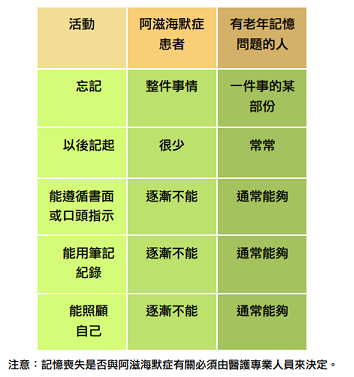 活動
阿滋海默症
患者
有老年記憶
問題的人
忘記
整件事情
一件事的某
部份
以後記起
很少
常常
能遵循書面
或口頭指示
逐漸不能
通常能夠
能用筆記
紀錄
逐漸不能
通常能夠
能照顧
自己
逐漸不能
通常能夠
注意：記憶喪失是否與阿滋海默症有關必須由醫護專業人員來決定。